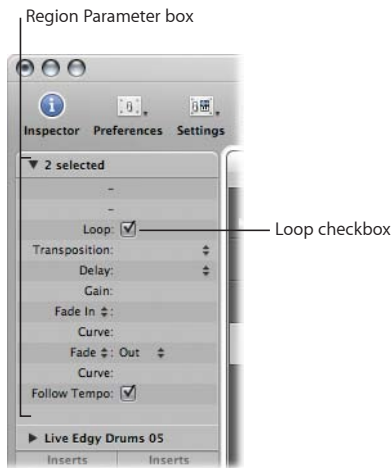 Region Parameter box
Inspector Preferences Settings
2 selected
-
-
Loop:
Loop checkbox
Transposition:
Delay:
Gain:
Fade In :
Curve:
Fade : Out
Curve:
Follow Tempo:
Live Edgy Drums 05
Inserts Inserts